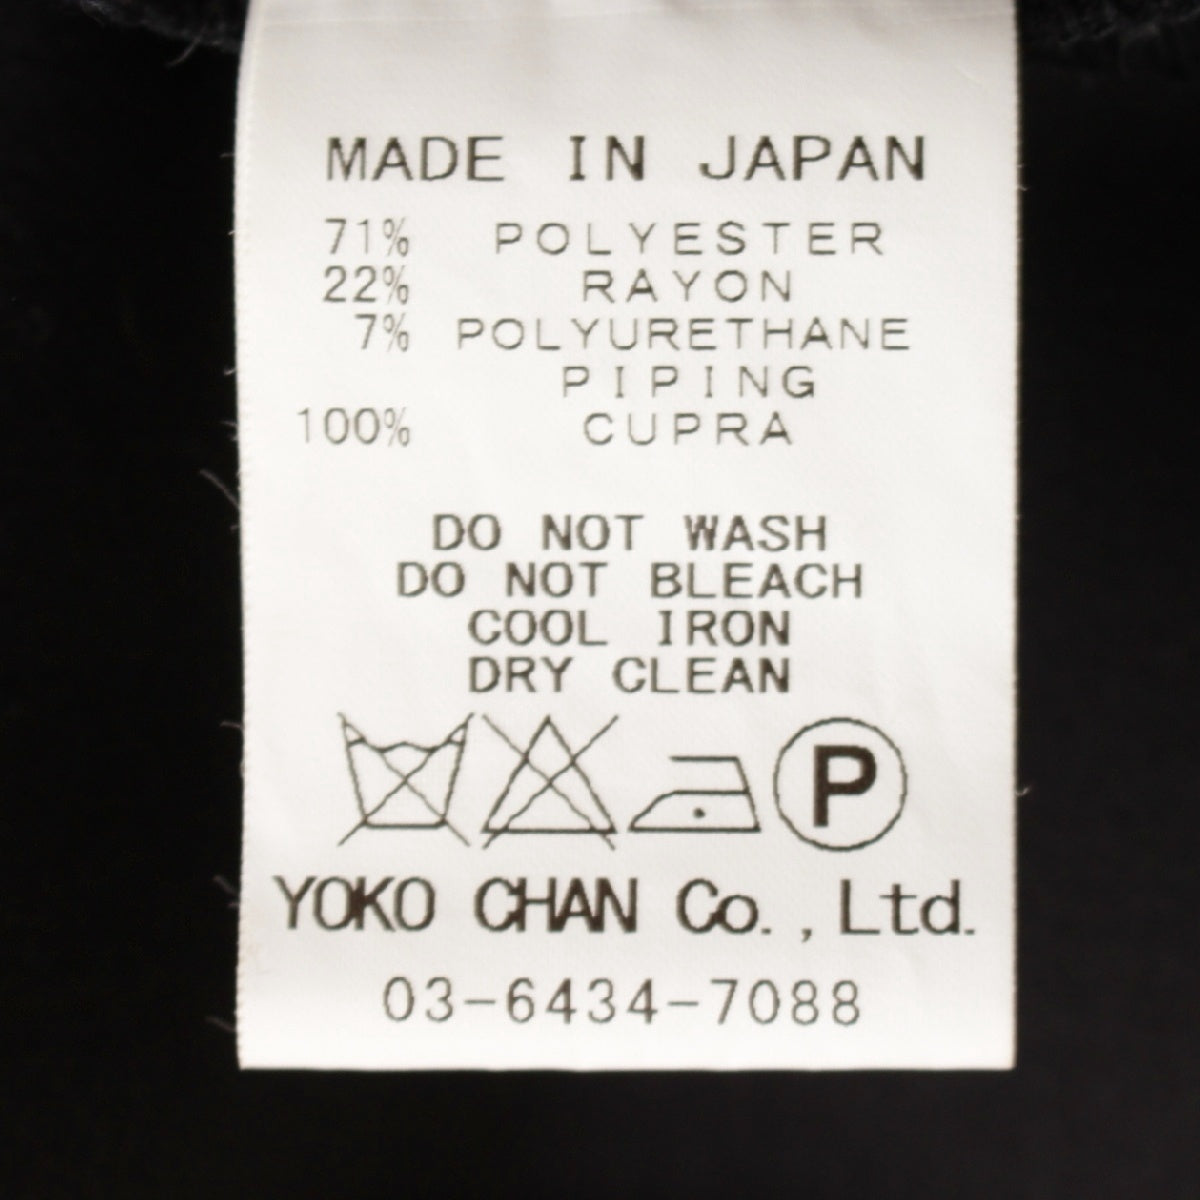 MADE IN JAPAN
71% POLYESTER
22% RAYON
7% POLYURETHANE
PIPING
100% CUPRA
DO NOT WASH
DO NOT BLEACH
COOL IRON
DRY CLEAN
P
YOKO CHAN Co., Ltd.
03-6434-7088